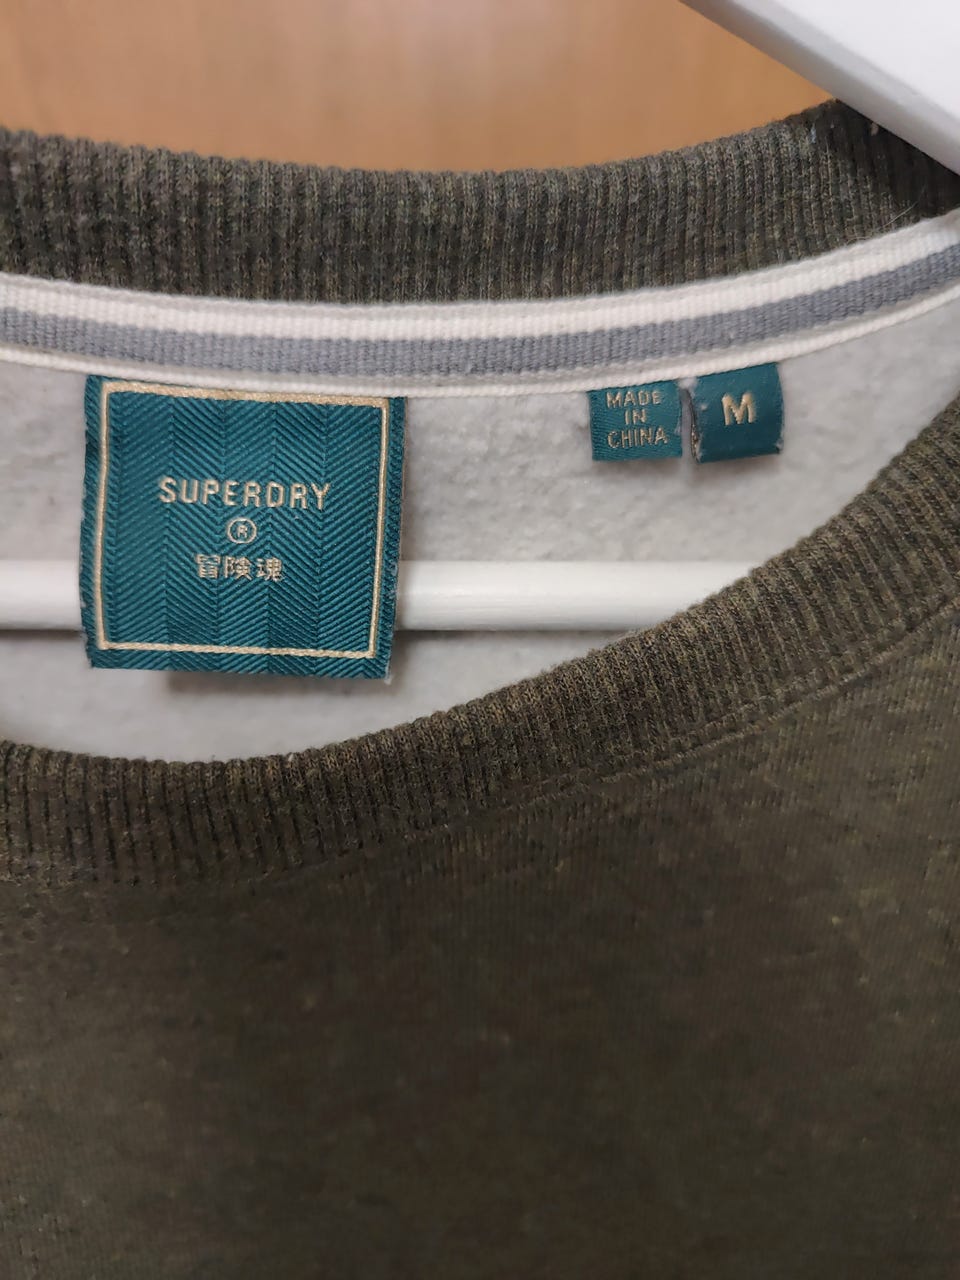 SUPERDRY
®
冒険魂
MADE
IN
CHINA
M